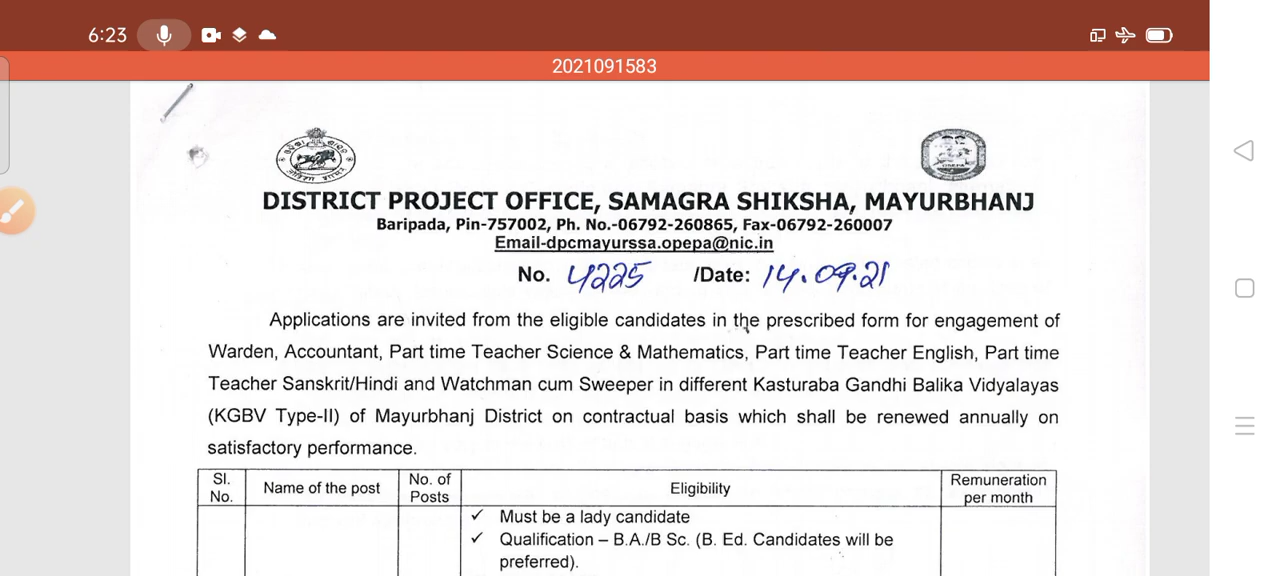 6:23
2021091583
DISTRICT PROJECT OFFICE, SAMAGRA SHIKSHA, MAYURBHANJ
Baripada, Pin-757002, Ph. No.-06792-260865, Fax-06792-260007
Email-dpcmayurssa.opepa@nic.in
No. 4225 /Date: 14.09.21
Applications are invited from the eligible candidates in the prescribed form for engagement of
Warden, Accountant, Part time Teacher Science & Mathematics, Part time Teacher English, Part time
Teacher Sanskrit/Hindi and Watchman cum Sweeper in different Kasturaba Gandhi Balika Vidyalayas
(KGBV Type-II) of Mayurbhanj District on contractual basis which shall be renewed annually on
satisfactory performance.
Sl. No. Name of the post No. of Posts Eligibility Remuneration per month
✓ Must be a lady candidate
✓ Qualification – B.A./B Sc. (B. Ed. Candidates will be
preferred).